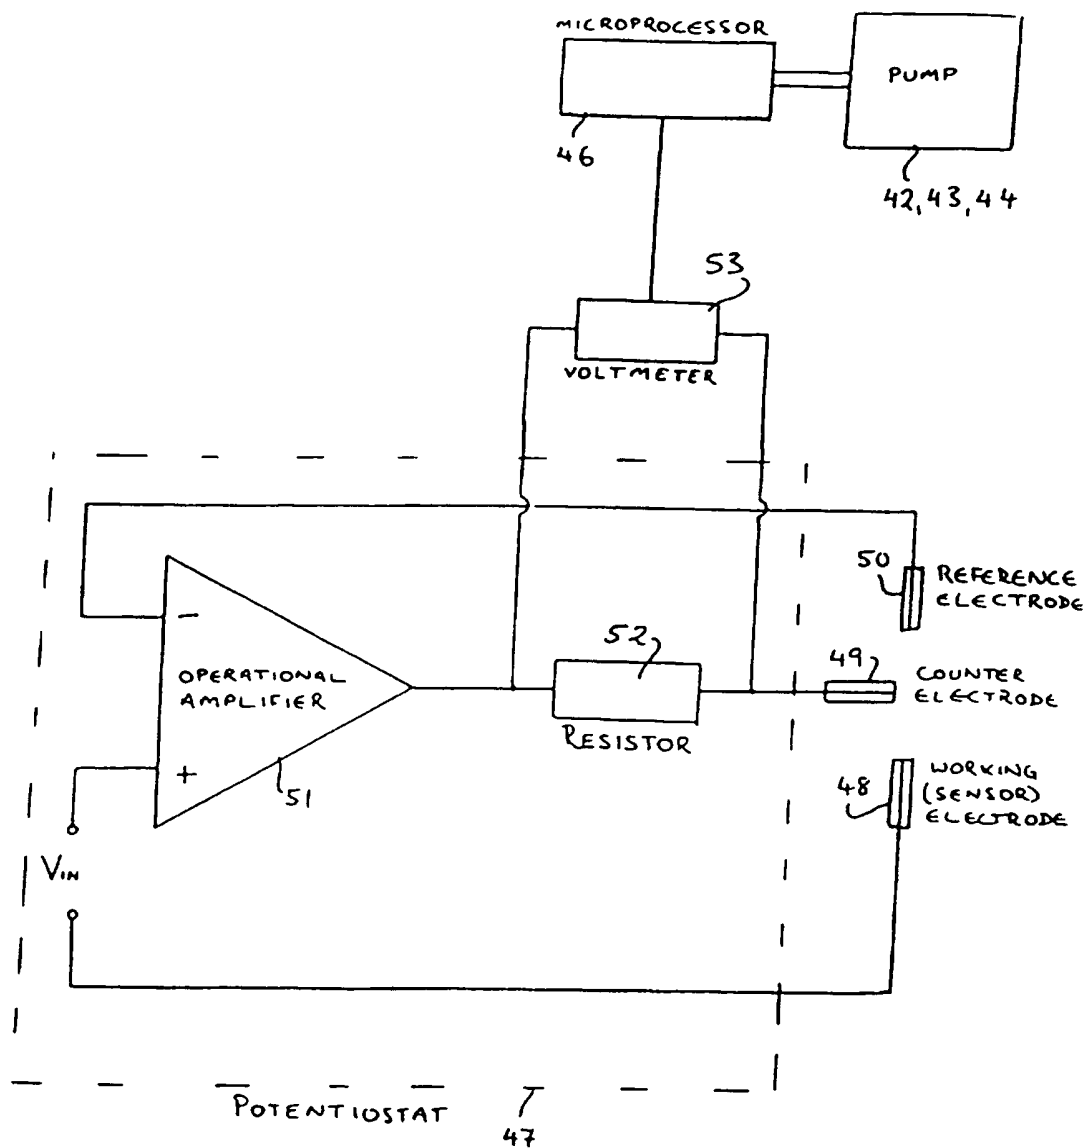 MICROPROCESSOR
PUMP
46
42, 43, 44
53
VOLTMETER
50
REFERENCE
ELECTRODE
-
OPERATIONAL
AMPLIFIER
52
49
COUNTER
ELECTRODE
RESISTOR
+
51
48
WORKING
(SENSOR)
ELECTRODE
VIN
POTENTIOSTAT
47